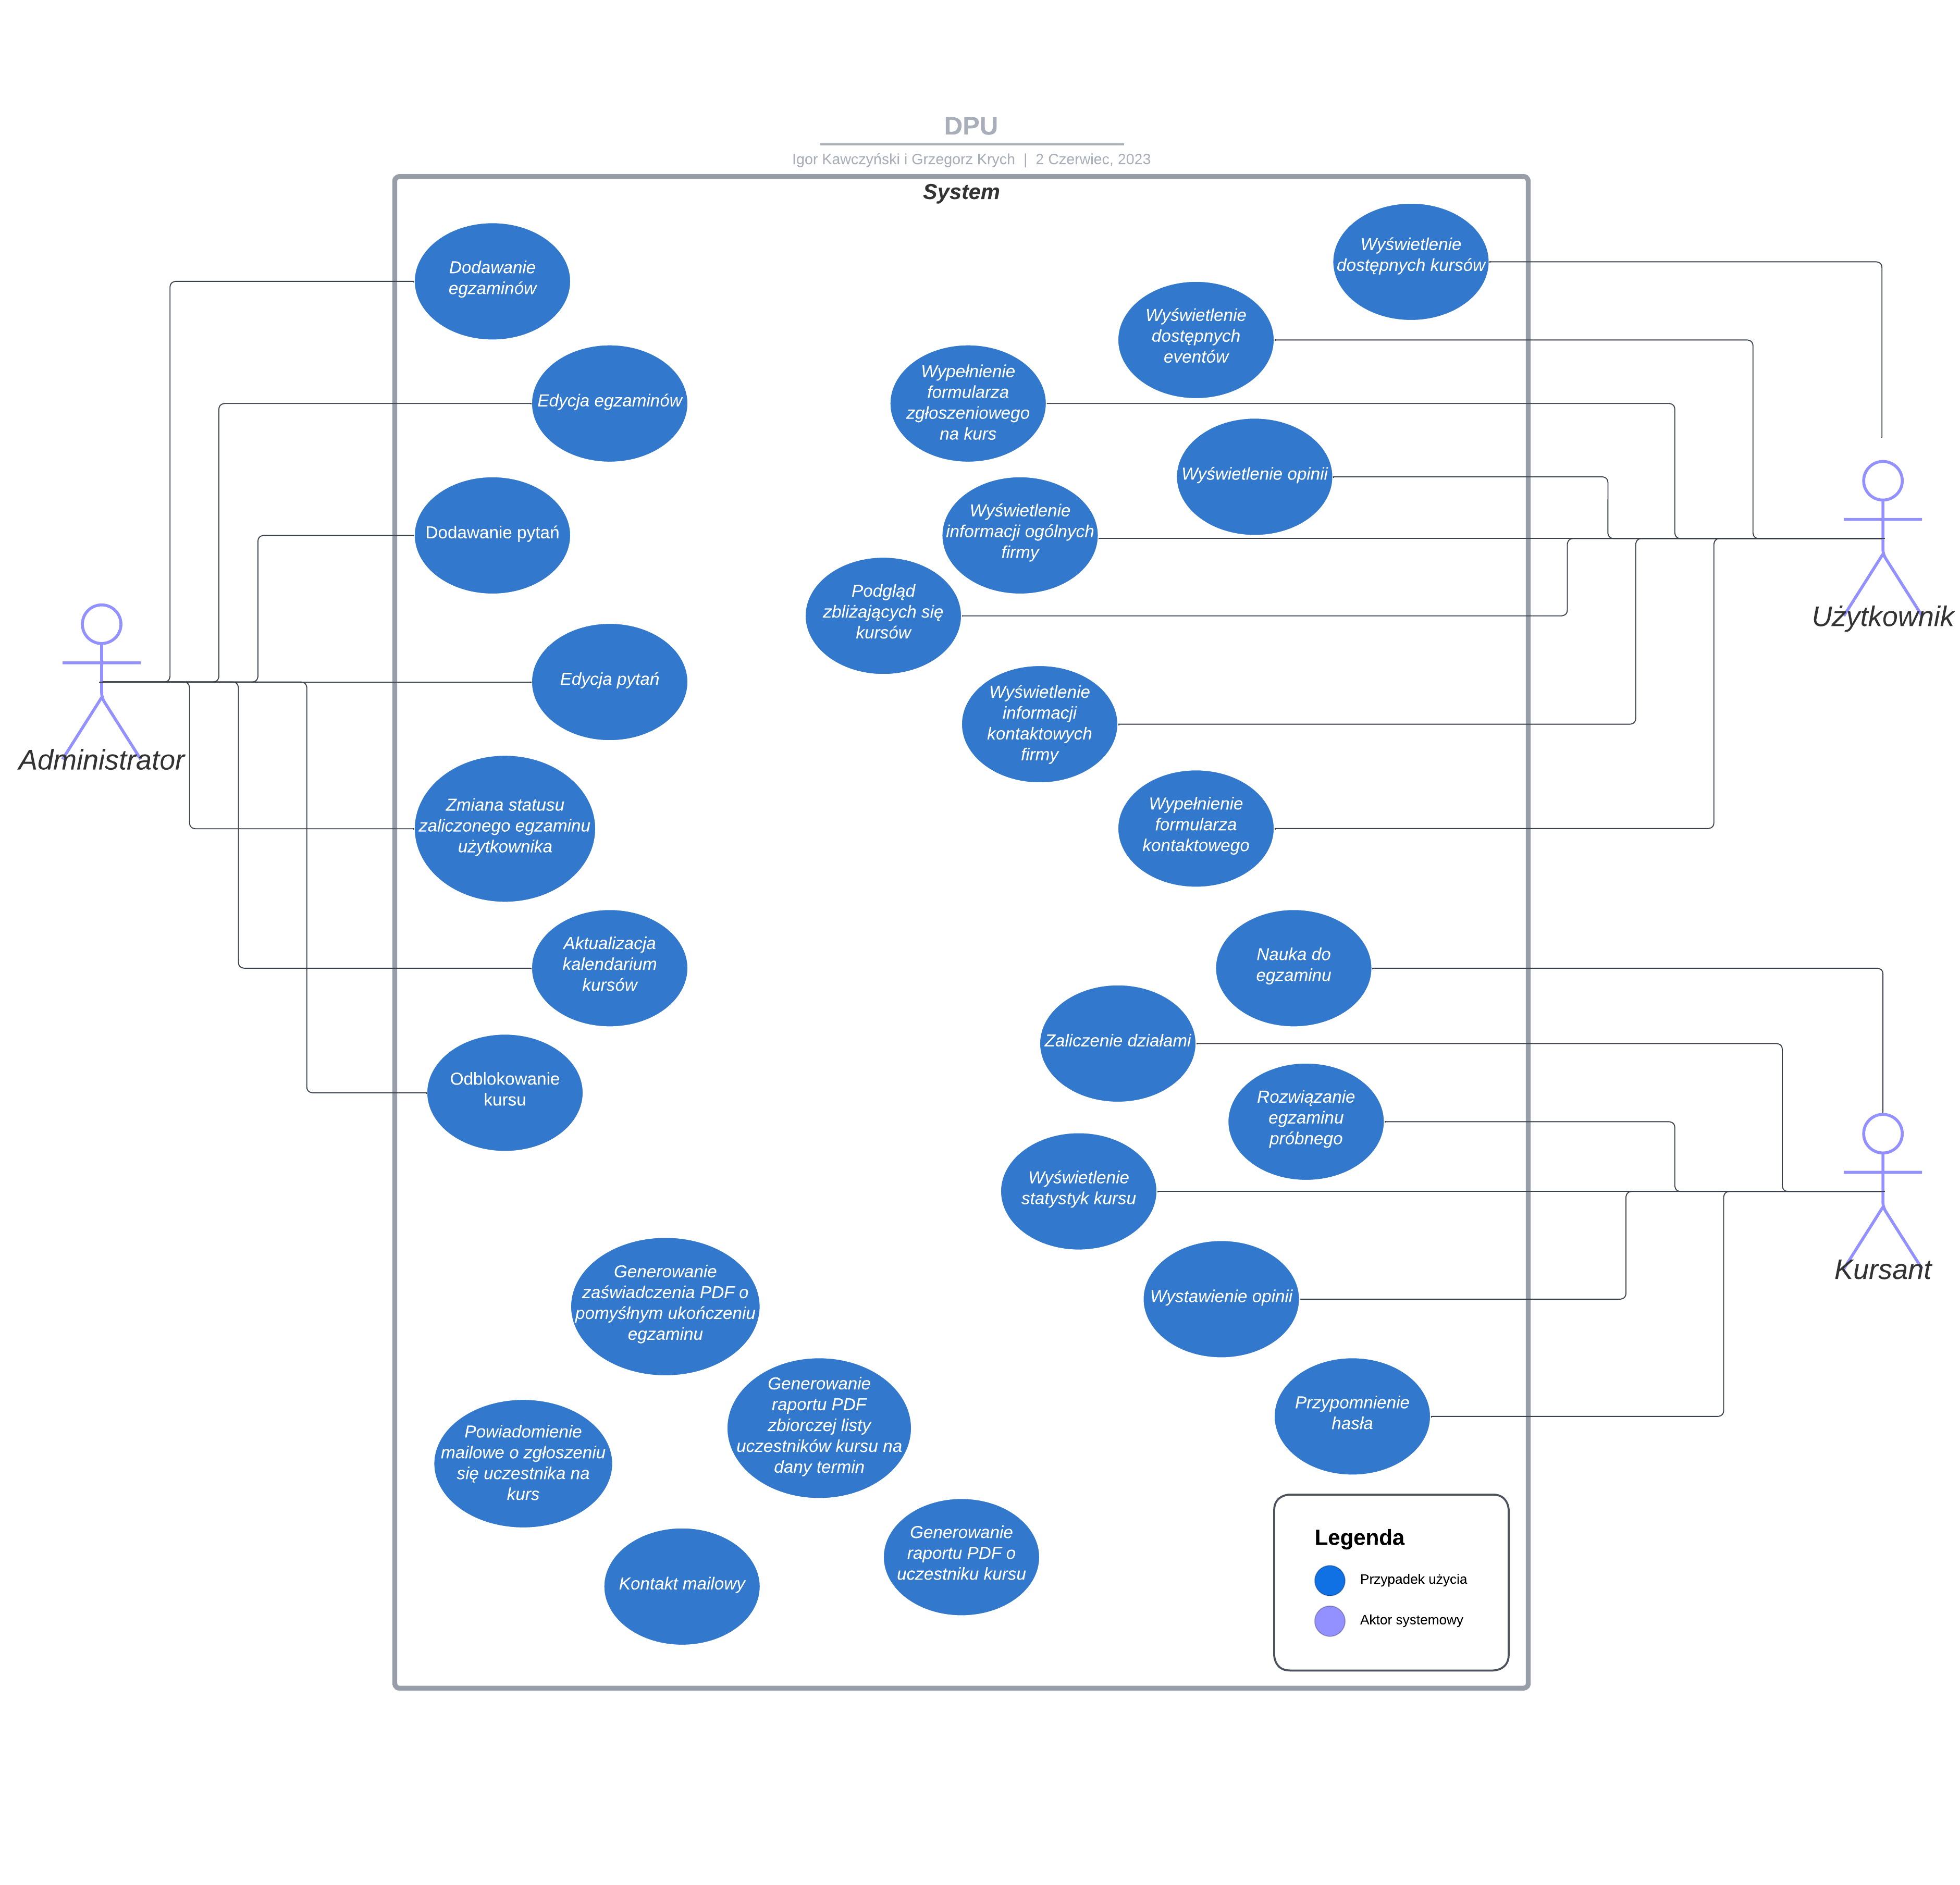 DPU
Igor Kawczyński i Grzegorz Krych | 2 Czerwiec, 2023
System
Dodawanie
egzaminów
Edycja egzaminów
Dodawanie pytań
Edycja pytań
Administrator
Zmiana statusu
zaliczonego egzaminu
użytkownika
Aktualizacja
kalendarium
kursów
Odblokowanie
kursu
Wyświetlenie
dostępnych kursów
Wyświetlenie
dostępnych
eventów
Wypełnienie
formularza
zgłoszeniowego
na kurs
Wyświetlenie opinii
Wyświetlenie
informacji ogólnych
firmy
Podgląd
zbliżających się
kursów
Użytkownik
Wyświetlenie
informacji
kontaktowych
firmy
Wypełnienie
formularza
kontaktowego
Nauka do
egzaminu
Zaliczenie działami
Rozwiązanie
egzaminu
próbnego
Wyświetlenie
statystyk kursu
Kursant
Wystawienie opinii
Przypomnienie
hasła
Generowanie
zaświadczenia PDF o
pomyśłnym ukończeniu
egzaminu
Generowanie
raportu PDF
zbiorczej listy
uczestników kursu na
dany termin
Powiadomienie
mailowe o zgłoszeniu
się uczestnika na
kurs
Generowanie
raportu PDF o
uczestniku kursu
Kontakt mailowy
Legenda
Przypadek użycia
Aktor systemowy